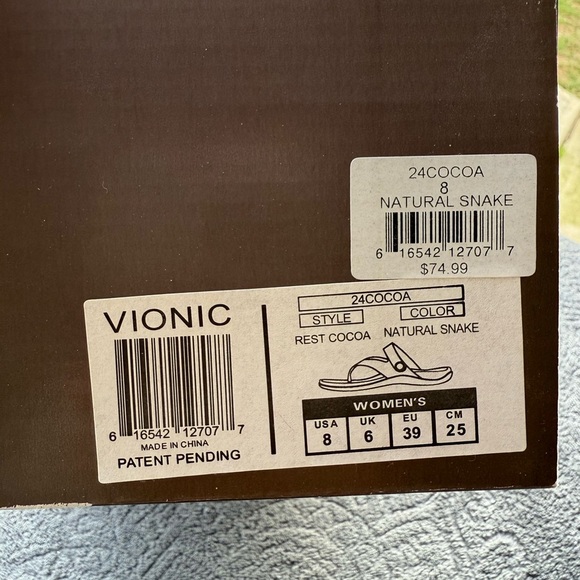 24COCOA
8
NATURAL SNAKE
6 16542 12707 7
$74.99
VIONIC
6 16542 12707 7
MADE IN CHINA
PATENT PENDING
24COCOA
STYLE COLOR
REST COCOA NATURAL SNAKE
WOMEN'S
USA UK EU CM
8 6 39 25